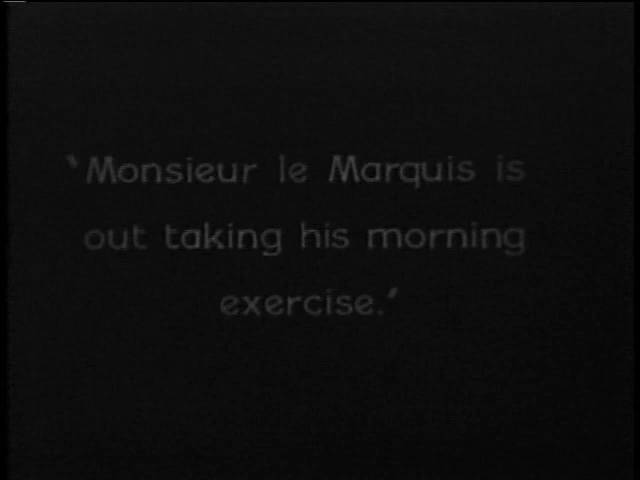 ‘Monsieur le Marquis is
out taking his morning
exercise.’